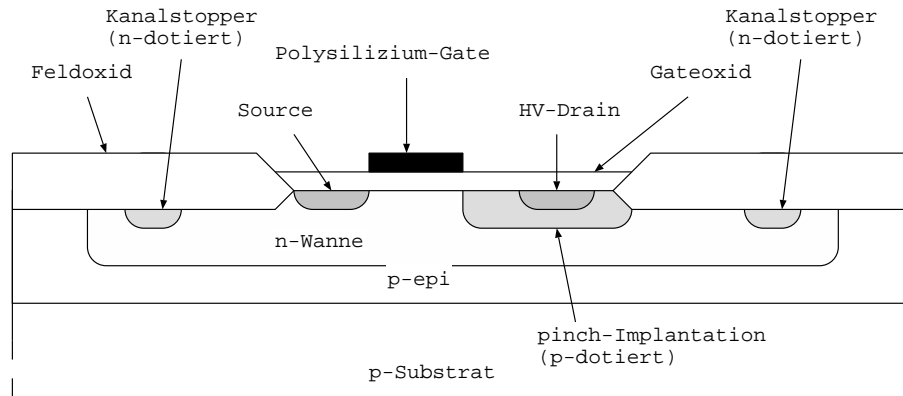 Kanalstopper
(n-dotiert)
Kanalstopper
(n-dotiert)
Polysilizium-Gate
Feldoxid
Gateoxid
Source
HV-Drain
n-Wanne
p-epi
pinch-Implantation
(p-dotiert)
p-Substrat